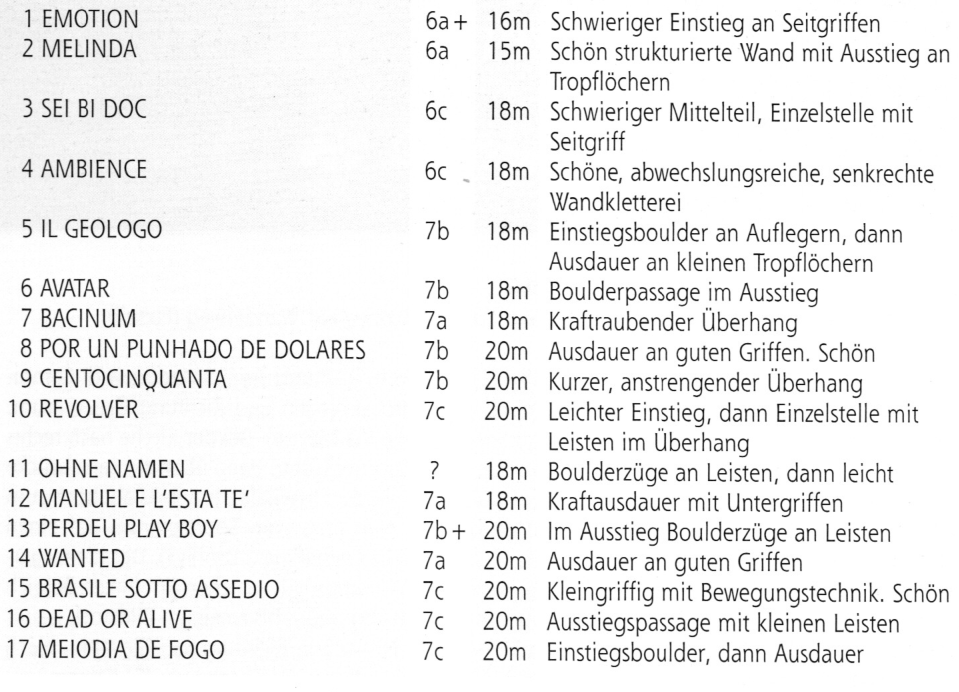 1 EMOTION 6a+ 16m Schwieriger Einstieg an Seitgriffen
2 MELINDA 6a 15m Schön strukturierte Wand mit Ausstieg an
Tropflöchern
3 SEI BI DOC 6c 18m Schwieriger Mittelteil, Einzelstelle mit
Seitgriff
4 AMBIENCE 6c 18m Schöne, abwechslungsreiche, senkrechte
Wandkletterei
5 IL GEOLOGO 7b 18m Einstiegsboulder an Auflegern, dann
Ausdauer an kleinen Tropflöchern
6 AVATAR 7b 18m Boulderpassage im Ausstieg
7 BACINUM 7a 18m Kraftraubender Überhang
8 POR UN PUNHADO DE DOLARES 7b 20m Ausdauer an guten Griffen. Schön
9 CENTOCINQUANTA 7b 20m Kurzer, anstrengender Überhang
10 REVOLVER 7c 20m Leichter Einstieg, dann Einzelstelle mit
Leisten im Überhang
11 OHNE NAMEN ? 18m Boulderzüge an Leisten, dann leicht
12 MANUEL E L'ESTA TE' 7a 18m Kraftausdauer mit Untergriffen
13 PERDEU PLAY BOY 7b+ 20m Im Ausstieg Boulderzüge an Leisten
14 WANTED 7a 20m Ausdauer an guten Griffen
15 BRASILE SOTTO ASSEDIO 7c 20m Kleingriffig mit Bewegungstechnik. Schön
16 DEAD OR ALIVE 7c 20m Ausstiegspassage mit kleinen Leisten
17 MEIODIA DE FOGO 7c 20m Einstiegsboulder, dann Ausdauer